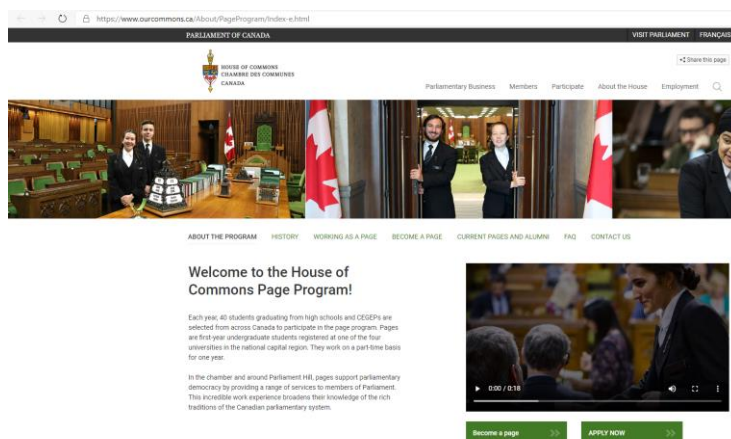 https://www.ourcommons.ca/About/PageProgram/Index-e.html
PARLIAMENT OF CANADA
VISIT PARLIAMENT FRANÇAIS
Share this page
HOUSE OF COMMONS
CHAMBRE DES COMMUNES
CANADA
Parliamentary Business Members Participate About the House Employment
ABOUT THE PROGRAM HISTORY WORKING AS A PAGE BECOME A PAGE CURRENT PAGES AND ALUMNI FAQ CONTACT US
Welcome to the House of
Commons Page Program!
Each year, 40 students graduating from high schools and CEGEPs are
selected from across Canada to participate in the page program. Pages
are first-year undergraduate students registered at one of the four
universities in the national capital region. They work on a part-time basis
for one year.
In the chamber and around Parliament Hill, pages support parliamentary
democracy by providing a range of services to members of Parliament.
This incredible work experience broadens their knowledge of the rich
traditions of the Canadian parliamentary system.
0:00 / 0:18
Become a page
APPLY NOW